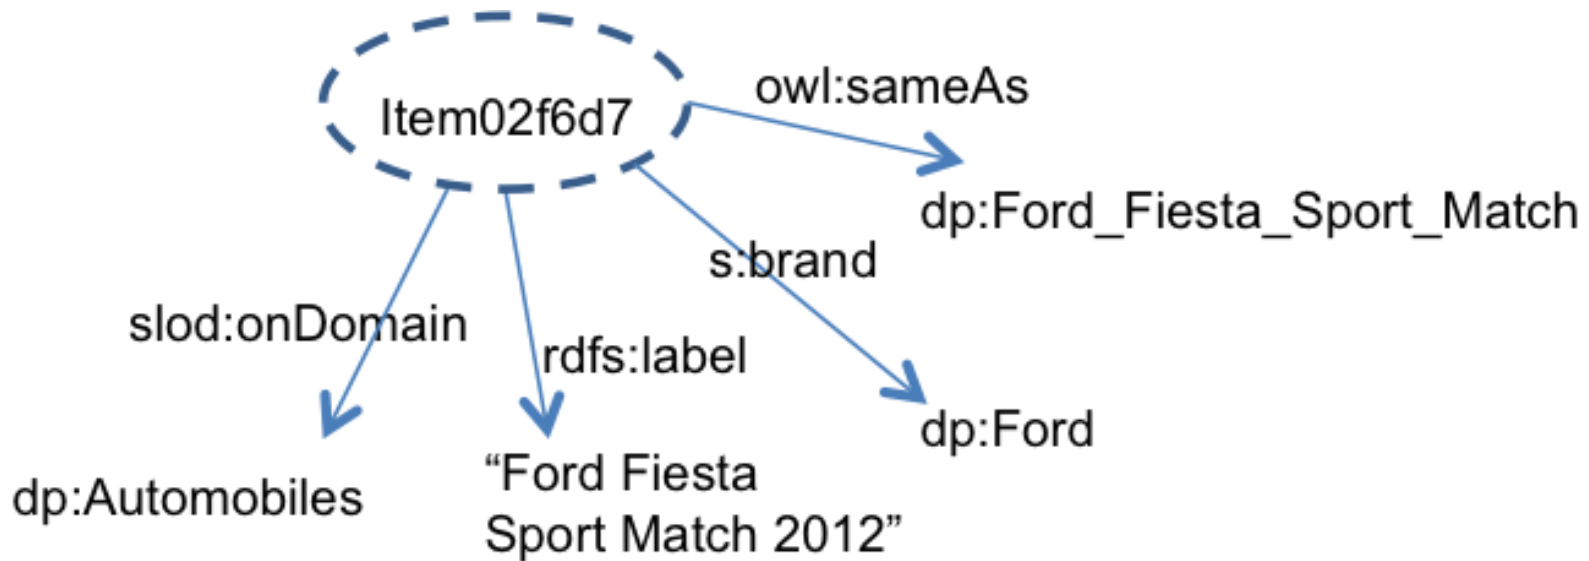 Item02f6d7
owl:sameAs
dp:Ford_Fiesta_Sport_Match
s:brand
slod:onDomain
rdfs:label
dp:Ford
dp:Automobiles
“Ford Fiesta
Sport Match 2012”